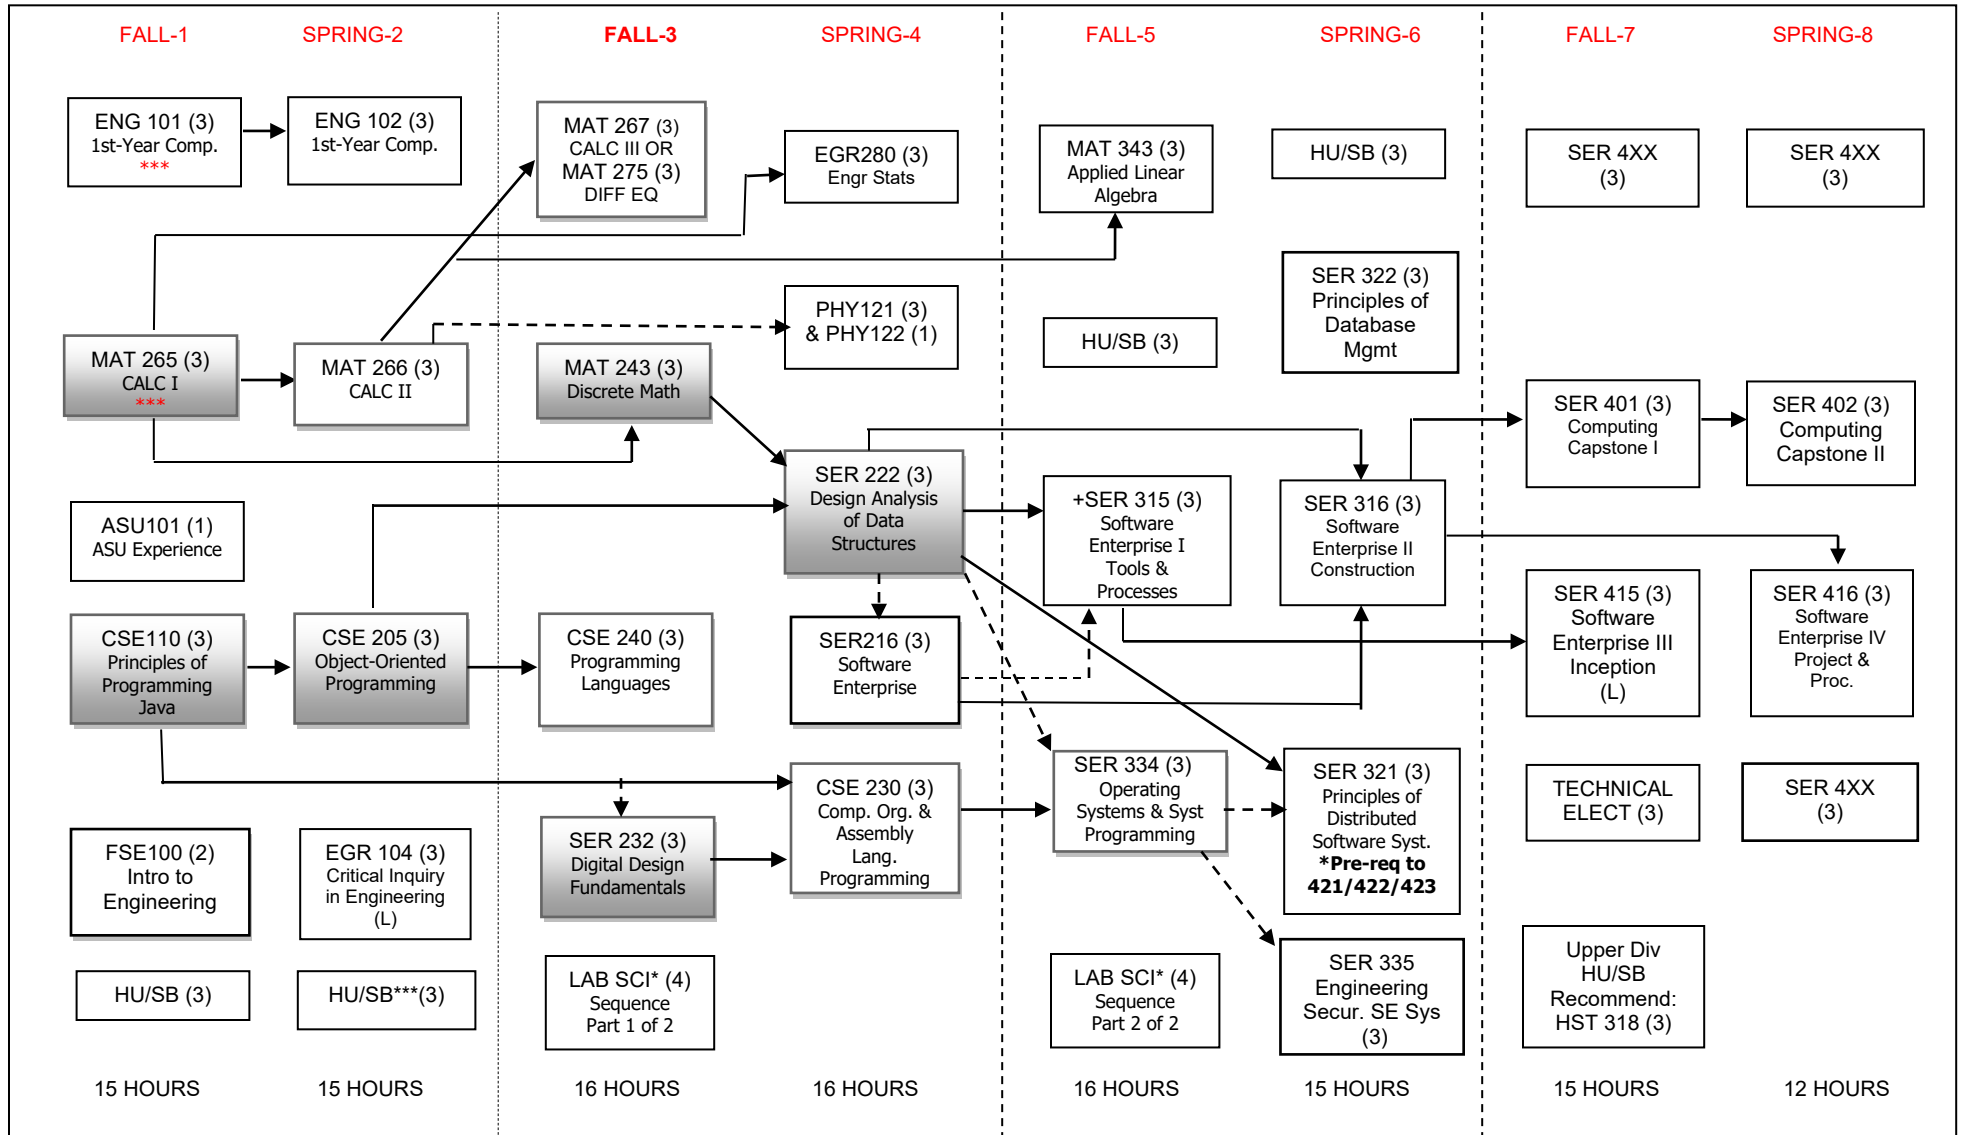 FALL-1
SPRING-2
FALL-3
SPRING-4
FALL-5
SPRING-6
FALL-7
SPRING-8
ENG 101 (3)
1st-Year Comp.
***
MAT 265 (3)
CALC I
***
ASU101 (1)
ASU Experience
CSE110 (3)
Principles of
Programming
Java
FSE100 (2)
Intro to
Engineering
HU/SB (3)
15 HOURS
ENG 102 (3)
1st-Year Comp.
MAT 266 (3)
CALC II
CSE 205 (3)
Object-Oriented
Programming
EGR 104 (3)
Critical Inquiry
in Engineering
(L)
HU/SB***(3)
15 HOURS
MAT 267 (3)
CALC III OR
MAT 275 (3)
DIFF EQ
MAT 243 (3)
Discrete Math
CSE 240 (3)
Programming
Languages
SER 232 (3)
Digital Design
Fundamentals
LAB SCI* (4)
Sequence
Part 1 of 2
16 HOURS
EGR280 (3)
Engr Stats
PHY121 (3)
& PHY122 (1)
SER 222 (3)
Design Analysis
of Data
Structures
SER216 (3)
Software
Enterprise
CSE 230 (3)
Comp. Org. &
Assembly
Lang.
Programming
16 HOURS
MAT 343 (3)
Applied Linear
Algebra
HU/SB (3)
+SER 315 (3)
Software
Enterprise I
Tools &
Processes
SER 334 (3)
Operating
Systems & Syst
Programming
LAB SCI* (4)
Sequence
Part 2 of 2
16 HOURS
HU/SB (3)
SER 322 (3)
Principles of
Database
Mgmt
SER 316 (3)
Software
Enterprise II
Construction
SER 321 (3)
Principles of
Distributed
Software Syst.
*Pre-req to
421/422/423
SER 335
Engineering
Secur. SE Sys
(3)
15 HOURS
SER 4XX
(3)
SER 401 (3)
Computing
Capstone I
SER 415 (3)
Software
Enterprise III
Inception
(L)
TECHNICAL
ELECT (3)
Upper Div
HU/SB
Recommend:
HST 318 (3)
15 HOURS
SER 4XX
(3)
SER 402 (3)
Computing
Capstone II
SER 416 (3)
Software
Enterprise IV
Project &
Proc.
SER 4XX
(3)
12 HOURS